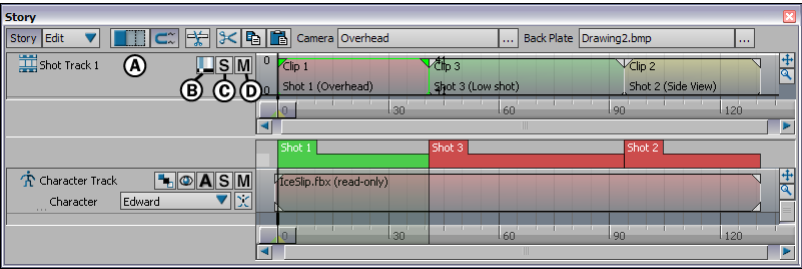 Story
Story Edit Camera Overhead ... Back Plate Drawing2.bmp ...
Shot Track 1 A S M
B C D
0 41
Clip 1 Clip 3 Clip 2
Shot 1 (Overhead) Shot 3 (Low shot) Shot 2 (Side View)
0 41
0 30 60 90 120
Shot 1 Shot 3 Shot 2
Character Track A S M
IceSlip.fbx (read-only)
... Character Edward
0 30 60 90 120